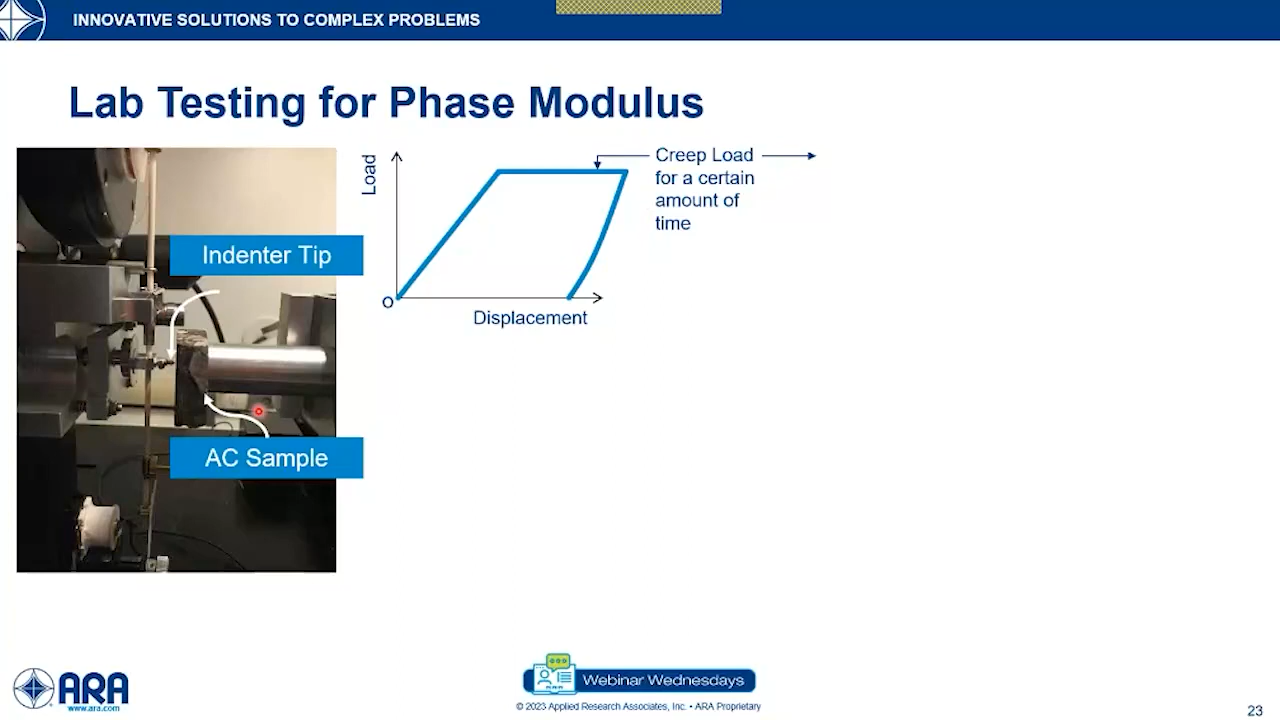 INNOVATIVE SOLUTIONS TO COMPLEX PROBLEMS
Lab Testing for Phase Modulus
Indenter Tip
AC Sample
Load
O
Displacement
Creep Load
for a certain
amount of
time
ARA
www.ara.com
Webinar Wednesdays
© 2023 Applied Research Associates, Inc. • ARA Proprietary
23